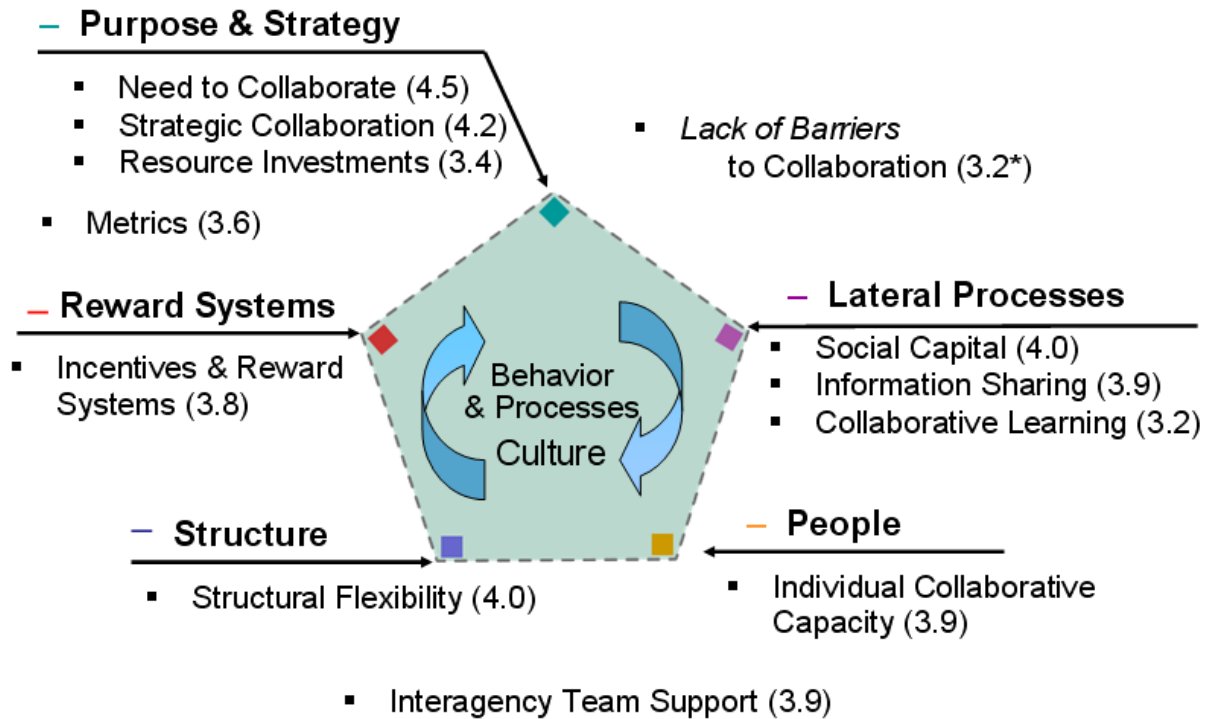 – Purpose & Strategy
▪ Need to Collaborate (4.5)
▪ Strategic Collaboration (4.2)
▪ Resource Investments (3.4)
▪ Lack of Barriers
to Collaboration (3.2*)
▪ Metrics (3.6)
– Reward Systems
▪ Incentives & Reward
Systems (3.8)
– Lateral Processes
▪ Social Capital (4.0)
▪ Information Sharing (3.9)
▪ Collaborative Learning (3.2)
Behavior
& Processes
Culture
– Structure
▪ Structural Flexibility (4.0)
– People
▪ Individual Collaborative
Capacity (3.9)
▪ Interagency Team Support (3.9)